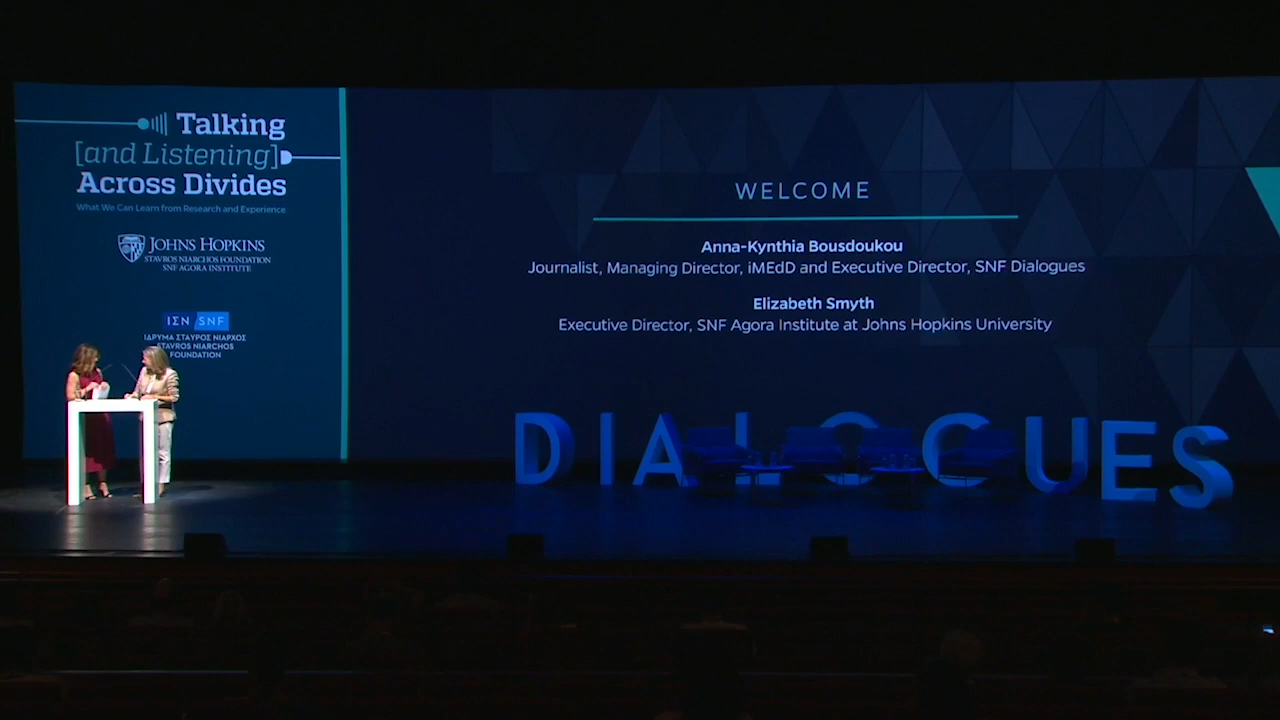 Talking
[and Listening]
Across Divides
What We Can Learn from Research and Experience
JOHNS HOPKINS
STAVROS NIARCHOS FOUNDATION
SNF AGORA INSTITUTE
ΙΣΝ/SNF
ΙΔΡΥΜΑ ΣΤΑΥΡΟΣ ΝΙΑΡΧΟΣ
STAVROS NIARCHOS
FOUNDATION
WELCOME
Anna-Kynthia Bousdoukou
Journalist, Managing Director, iMEdD and Executive Director, SNF Dialogues
Elizabeth Smyth
Executive Director, SNF Agora Institute at Johns Hopkins University
DIALOGUES